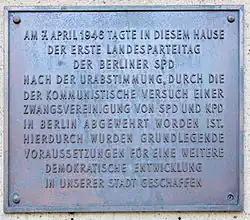 AM 7. APRIL 1946 TAGTE IN DIESEM HAUSE
DER ERSTE LANDESPARTEITAG
DER BERLINER SPD
NACH DER URABSTIMMUNG, DURCH DIE
DER KOMMUNISTISCHE VERSUCH EINER
ZWANGSVEREINIGUNG VON SPD UND KPD
IN BERLIN ABGEWEHRT WORDEN IST.
HIERDURCH WURDEN GRUNDLEGENDE
VORAUSSETZUNGEN FÜR EINE WEITERE
DEMOKRATISCHE ENTWICKLUNG
IN UNSERER STADT GESCHAFFEN